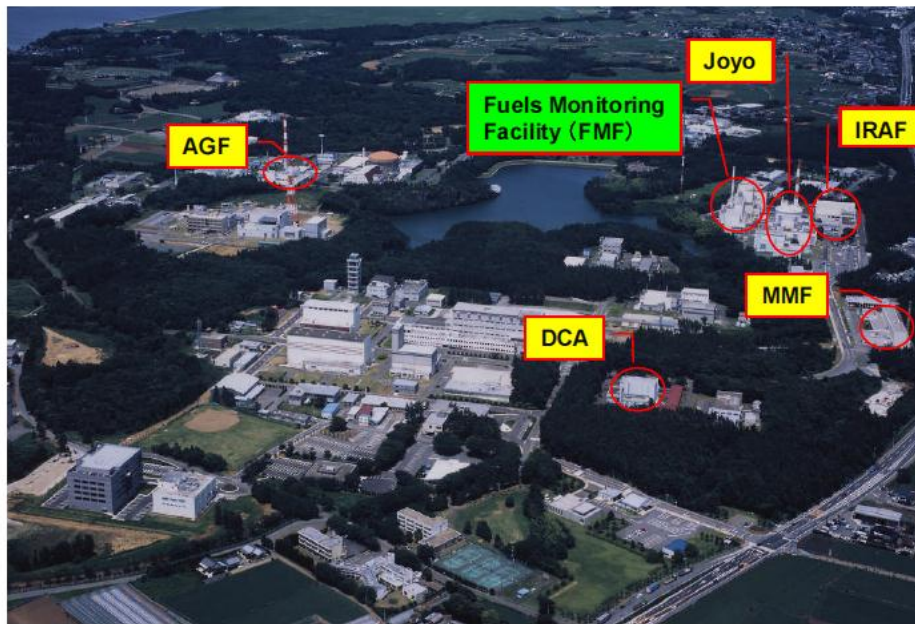 Joyo
Fuels Monitoring
Facility (FMF)
IRAF
AGF
MMF
DCA